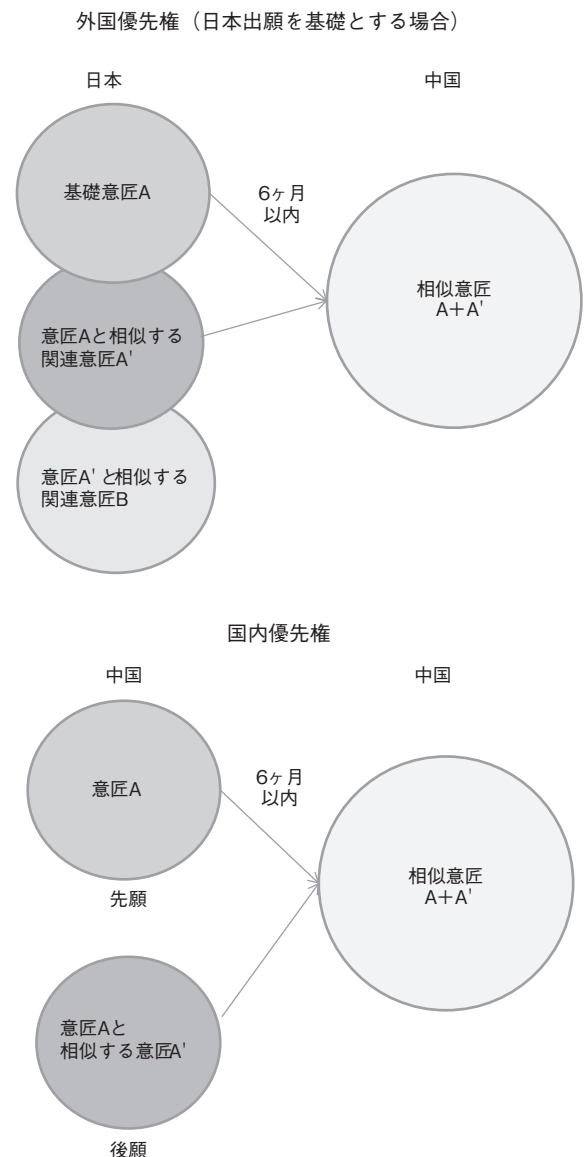 外国優先権（日本出願を基礎とする場合）
日本
中国
基礎意匠A
6ヶ月
以内
相似意匠
A＋A'
意匠Aと相似する
関連意匠A'
意匠A'と相似する
関連意匠B
国内優先権
中国
中国
意匠A
6ヶ月
以内
先願
相似意匠
A＋A'
意匠Aと
相似する意匠A'
後願